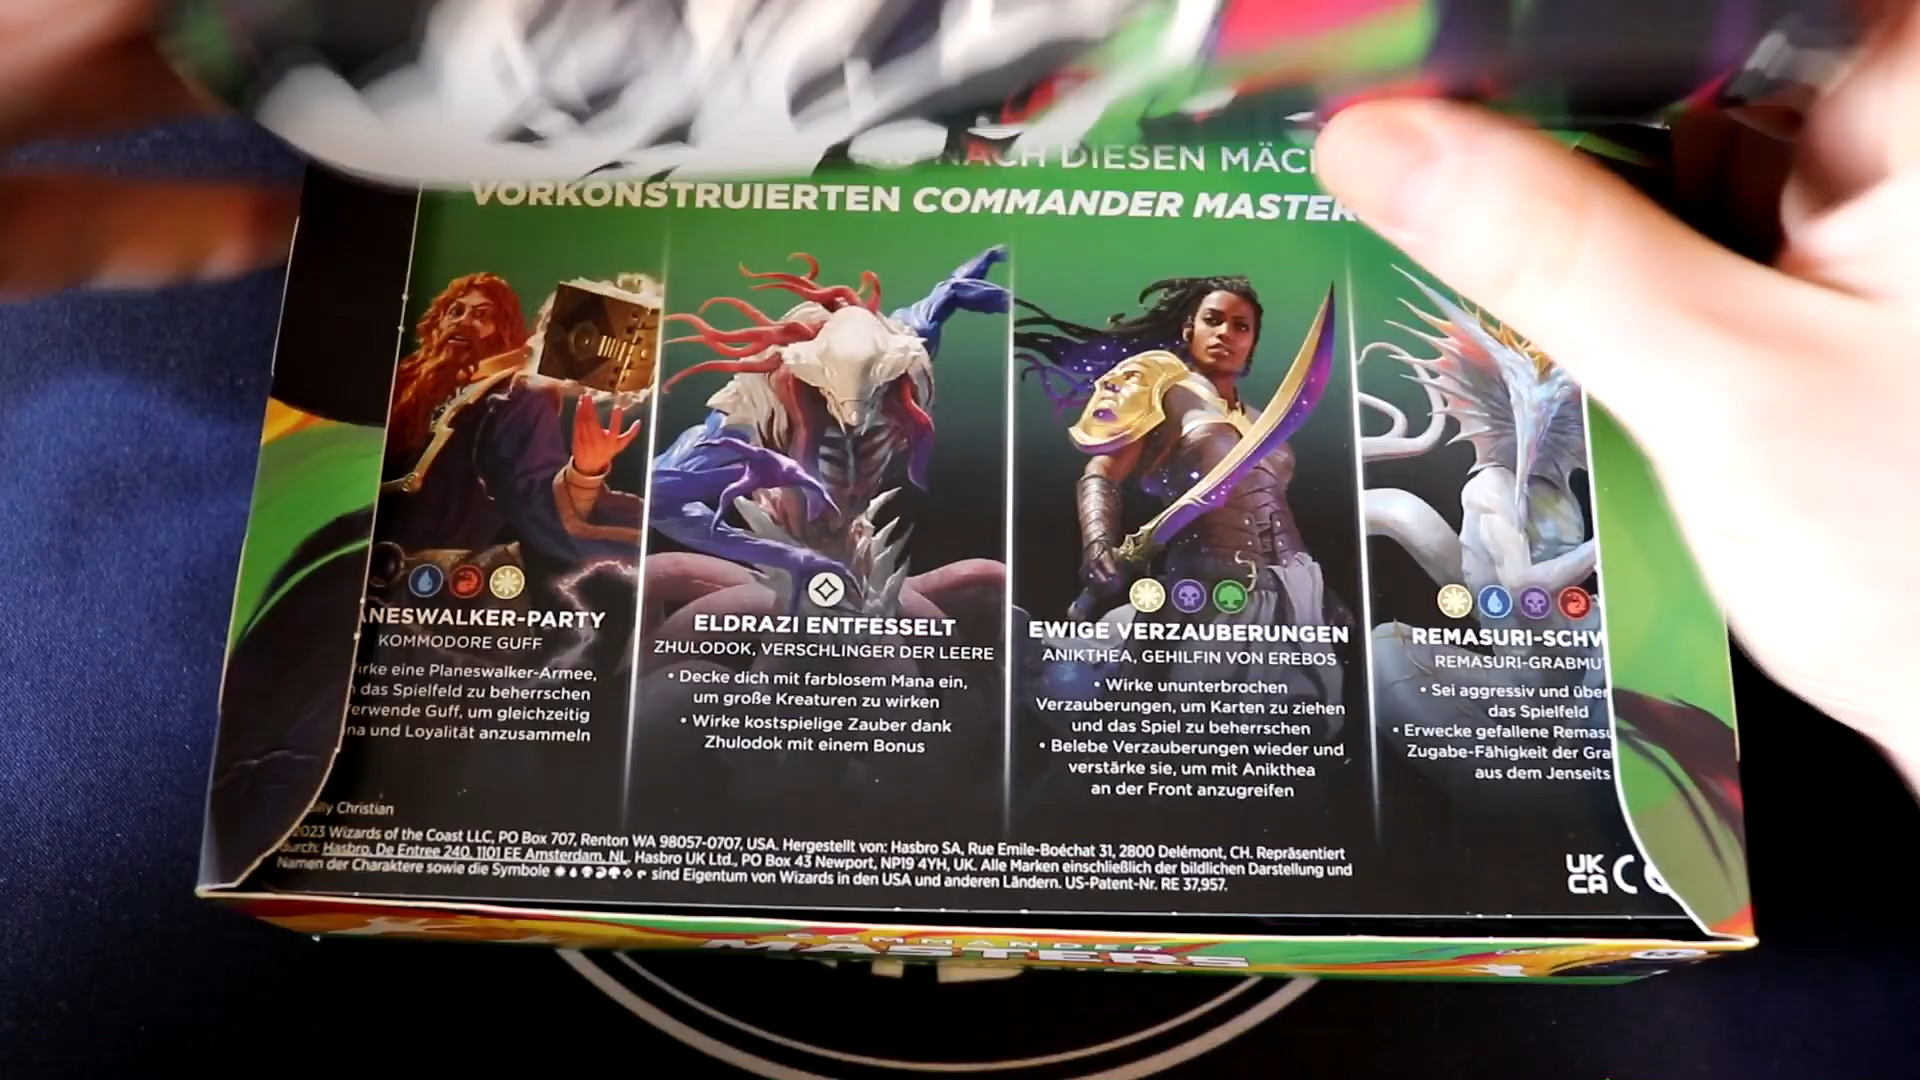 NACH DIESEN MÄC
VORKONSTRUIERTEN COMMANDER MASTER
NESWALKER-PARTY
KOMMODORE GUFF
irke eine Planeswalker-Armee,
das Spielfeld zu beherrschen
erwende Guff, um gleichzeitig
na und Loyalität anzusammeln
ELDRAZI ENTFESSELT
ZHULODOK, VERSCHLINGER DER LEERE
• Decke dich mit farblosem Mana ein,
um große Kreaturen zu wirken
• Wirke kostspielige Zauber dank
Zhulodok mit einem Bonus
EWIGE VERZAUBERUNGEN
ANIKTHEA, GEHILFIN VON EREBOS
• Wirke ununterbrochen
Verzauberungen, um Karten zu ziehen
und das Spiel zu beherrschen
• Belebe Verzauberungen wieder und
verstärke sie, um mit Anikthea
an der Front anzugreifen
REMASURI-SCHW
REMASURI-GRABMU
• Sei aggressiv und über
das Spielfeld
• Erwecke gefallene Remasu
Zugabe-Fähigkeit der Gra
aus dem Jenseits
lly Christian
2023 Wizards of the Coast LLC, PO Box 707, Renton WA 98057-0707, USA. Hergestellt von: Hasbro SA, Rue Emile-Boéchat 31, 2800 Delémont, CH. Repräsentiert
durch: Hasbro, De Entree 240, 1101 EE Amsterdam, NL. Hasbro UK Ltd., PO Box 43 Newport, NP19 4YH, UK. Alle Marken einschließlich der bildlichen Darstellung und
Namen der Charaktere sowie die Symbole sind Eigentum von Wizards in den USA und anderen Ländern. US-Patent-Nr. RE 37,957.
UK
CA C
COMMANDER
MASTERS